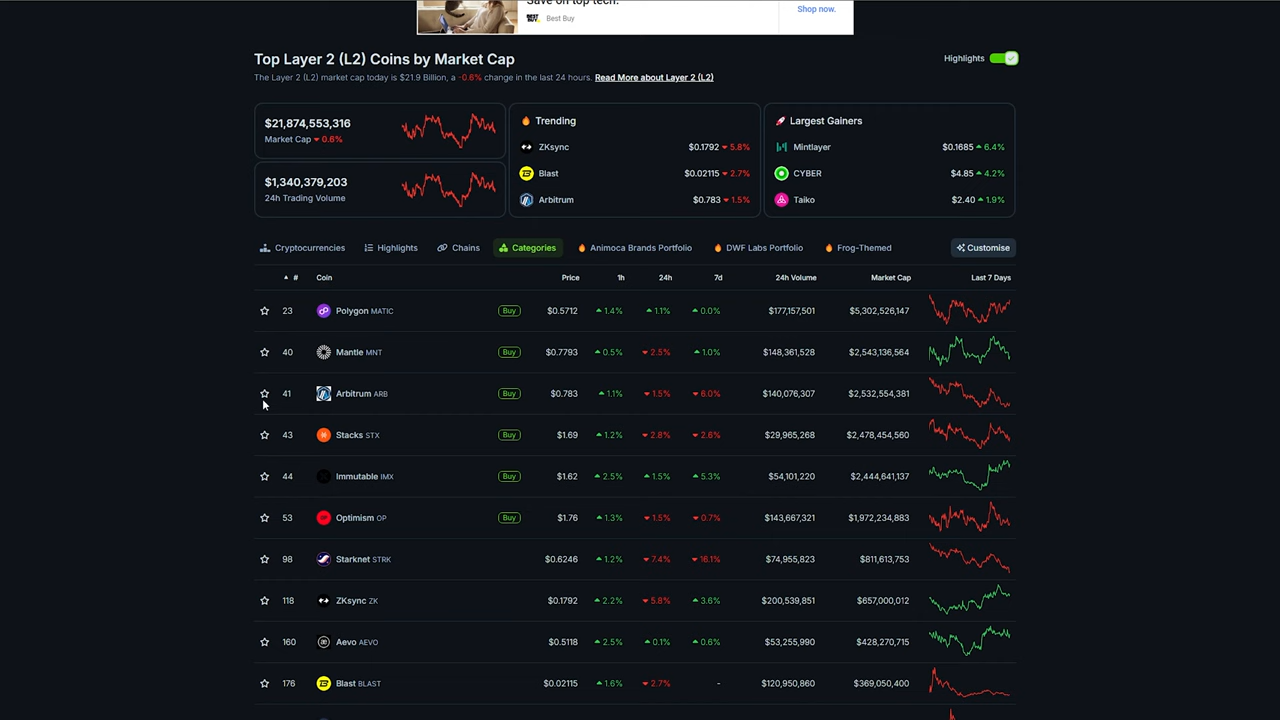 Save on top tech.
BEST BUY Best Buy
Shop now.
Top Layer 2 (L2) Coins by Market Cap
Highlights
The Layer 2 (L2) market cap today is $21.9 Billion, a -0.6% change in the last 24 hours. Read More about Layer 2 (L2)
$21,874,553,316
Market Cap 0.6%
$1,340,379,203
24h Trading Volume
Trending
ZKsync $0.1792 5.8%
Blast $0.02115 2.7%
Arbitrum $0.783 1.5%
Largest Gainers
Mintlayer $0.1685 6.4%
CYBER $4.85 4.2%
Taiko $2.40 1.9%
Cryptocurrencies Highlights Chains Categories Animoca Brands Portfolio DWF Labs Portfolio Frog-Themed Customise
# Coin Price 1h 24h 7d 24h Volume Market Cap Last 7 Days
23 Polygon MATIC Buy $0.5712 1.4% 1.1% 0.0% $177,157,501 $5,302,526,147
40 Mantle MNT Buy $0.7793 0.5% 2.5% 1.0% $148,361,528 $2,543,136,564
41 Arbitrum ARB Buy $0.783 1.1% 1.5% 6.0% $140,076,307 $2,532,554,381
43 Stacks STX Buy $1.69 1.2% 2.8% 2.6% $29,965,268 $2,478,454,560
44 Immutable IMX Buy $1.62 2.5% 1.5% 5.3% $54,101,220 $2,444,641,137
53 Optimism OP Buy $1.76 1.3% 1.5% 0.7% $143,667,321 $1,972,234,883
98 Starknet STRK $0.6246 1.2% 7.4% 16.1% $74,955,823 $811,613,753
118 ZKsync ZK $0.1792 2.2% 5.8% 3.6% $200,539,851 $657,000,012
160 Aevo AEVO $0.5118 2.5% 0.1% 0.6% $53,255,990 $428,270,715
176 Blast BLAST $0.02115 1.6% 2.7% - $120,950,860 $369,050,400